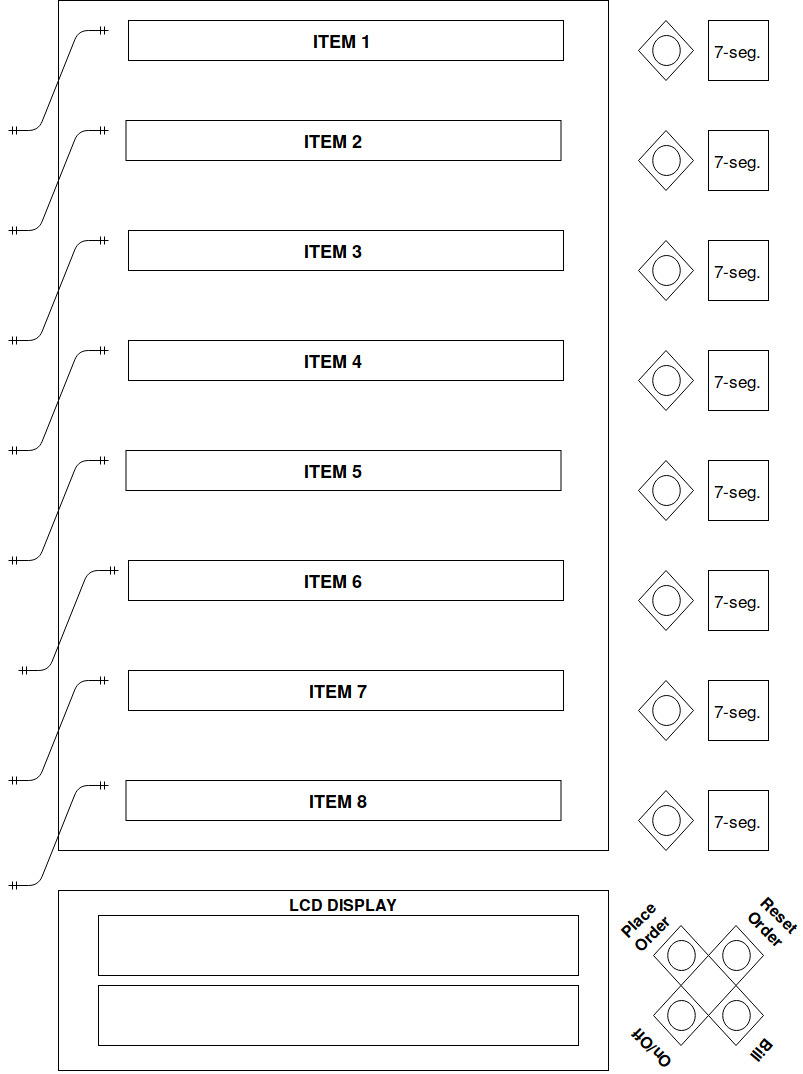 ITEM 1
7-seg.
ITEM 2
7-seg.
ITEM 3
7-seg.
ITEM 4
7-seg.
ITEM 5
7-seg.
ITEM 6
7-seg.
ITEM 7
7-seg.
ITEM 8
7-seg.
LCD DISPLAY
Place
Order
Reset
Order
On/Off
Bill